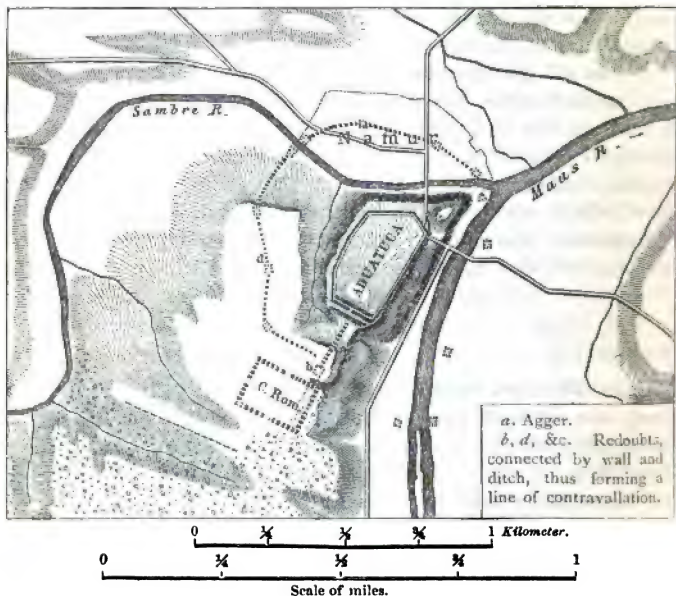 Sambre R.
Namur
Maas R.
ADUATUCA
d
C. Rom.
a. Agger.
b, d, &c. Redoubts,
connected by wall and
ditch, thus forming a
line of contravallation.
0 ¼ ½ ¾ 1 Kilometer.
0 ¼ ½ ¾ 1
Scale of miles.